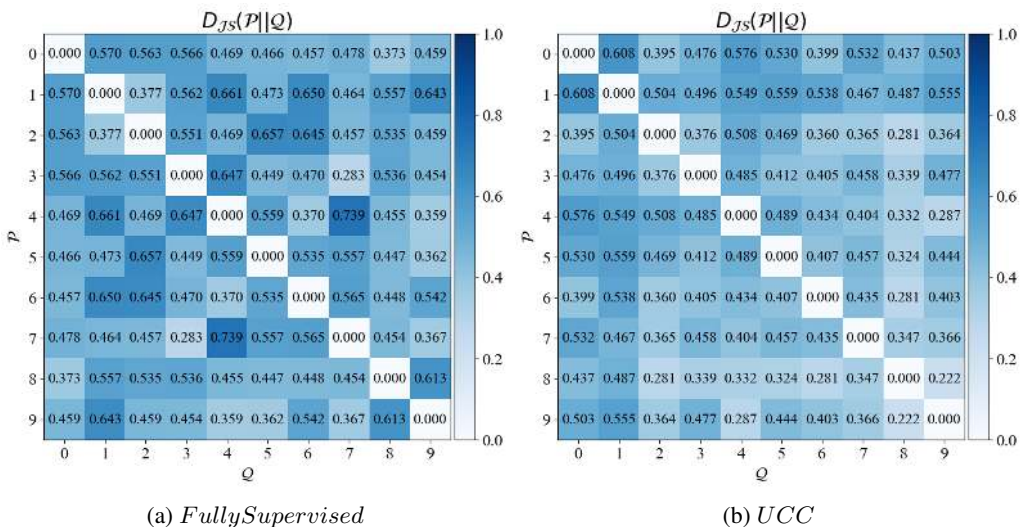 D_JS(P||Q)
0 0.000 0.570 0.563 0.566 0.469 0.466 0.457 0.478 0.373 0.459
1 0.570 0.000 0.377 0.562 0.661 0.473 0.650 0.464 0.557 0.643
2 0.563 0.377 0.000 0.551 0.469 0.657 0.645 0.457 0.535 0.459
3 0.566 0.562 0.551 0.000 0.647 0.449 0.470 0.283 0.536 0.454
4 0.469 0.661 0.469 0.647 0.000 0.559 0.370 0.739 0.455 0.359
5 0.466 0.473 0.657 0.449 0.559 0.000 0.535 0.557 0.447 0.362
6 0.457 0.650 0.645 0.470 0.370 0.535 0.000 0.565 0.448 0.542
7 0.478 0.464 0.457 0.283 0.739 0.557 0.565 0.000 0.454 0.367
8 0.373 0.557 0.535 0.536 0.455 0.447 0.448 0.454 0.000 0.613
9 0.459 0.643 0.459 0.454 0.359 0.362 0.542 0.367 0.613 0.000
0 1 2 3 4 5 6 7 8 9
P
Q
1.0
0.8
0.6
0.4
0.2
0.0
(a) FullySupervised
D_JS(P||Q)
0 0.000 0.608 0.395 0.476 0.576 0.530 0.399 0.532 0.437 0.503
1 0.608 0.000 0.504 0.496 0.549 0.559 0.538 0.467 0.487 0.555
2 0.395 0.504 0.000 0.376 0.508 0.469 0.360 0.365 0.281 0.364
3 0.476 0.496 0.376 0.000 0.485 0.412 0.405 0.458 0.339 0.477
4 0.576 0.549 0.508 0.485 0.000 0.489 0.434 0.404 0.332 0.287
5 0.530 0.559 0.469 0.412 0.489 0.000 0.407 0.457 0.324 0.444
6 0.399 0.538 0.360 0.405 0.434 0.407 0.000 0.435 0.281 0.403
7 0.532 0.467 0.365 0.458 0.404 0.457 0.435 0.000 0.347 0.366
8 0.437 0.487 0.281 0.339 0.332 0.324 0.281 0.347 0.000 0.222
9 0.503 0.555 0.364 0.477 0.287 0.444 0.403 0.366 0.222 0.000
0 1 2 3 4 5 6 7 8 9
P
Q
1.0
0.8
0.6
0.4
0.2
0.0
(b) UCC